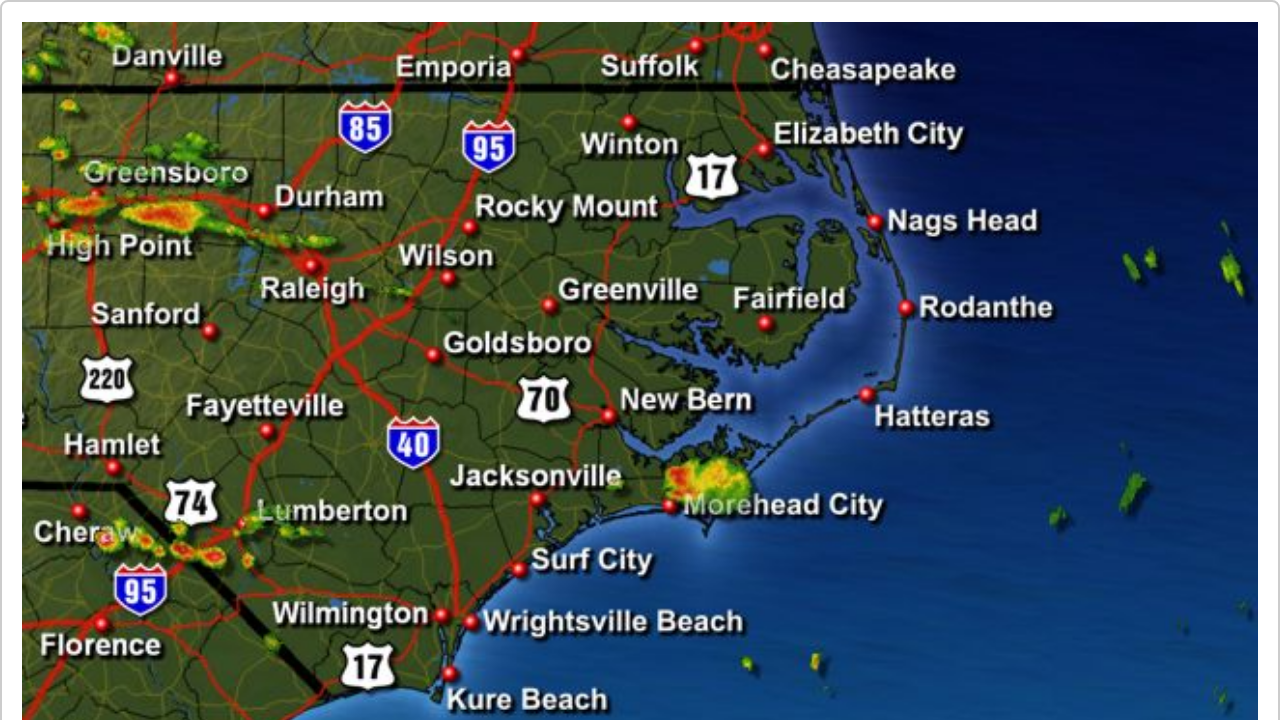 Danville
Emporia
Suffolk
Cheasapeake
85
95
Winton
Elizabeth City
17
Greensboro
Durham
Rocky Mount
Nags Head
High Point
Wilson
Raleigh
Greenville
Fairfield
Rodanthe
Sanford
Goldsboro
220
70
New Bern
Fayetteville
Hatteras
40
Hamlet
Jacksonville
74
Morehead City
Lumberton
Cheraw
Surf City
95
Wilmington
Wrightsville Beach
Florence
17
Kure Beach